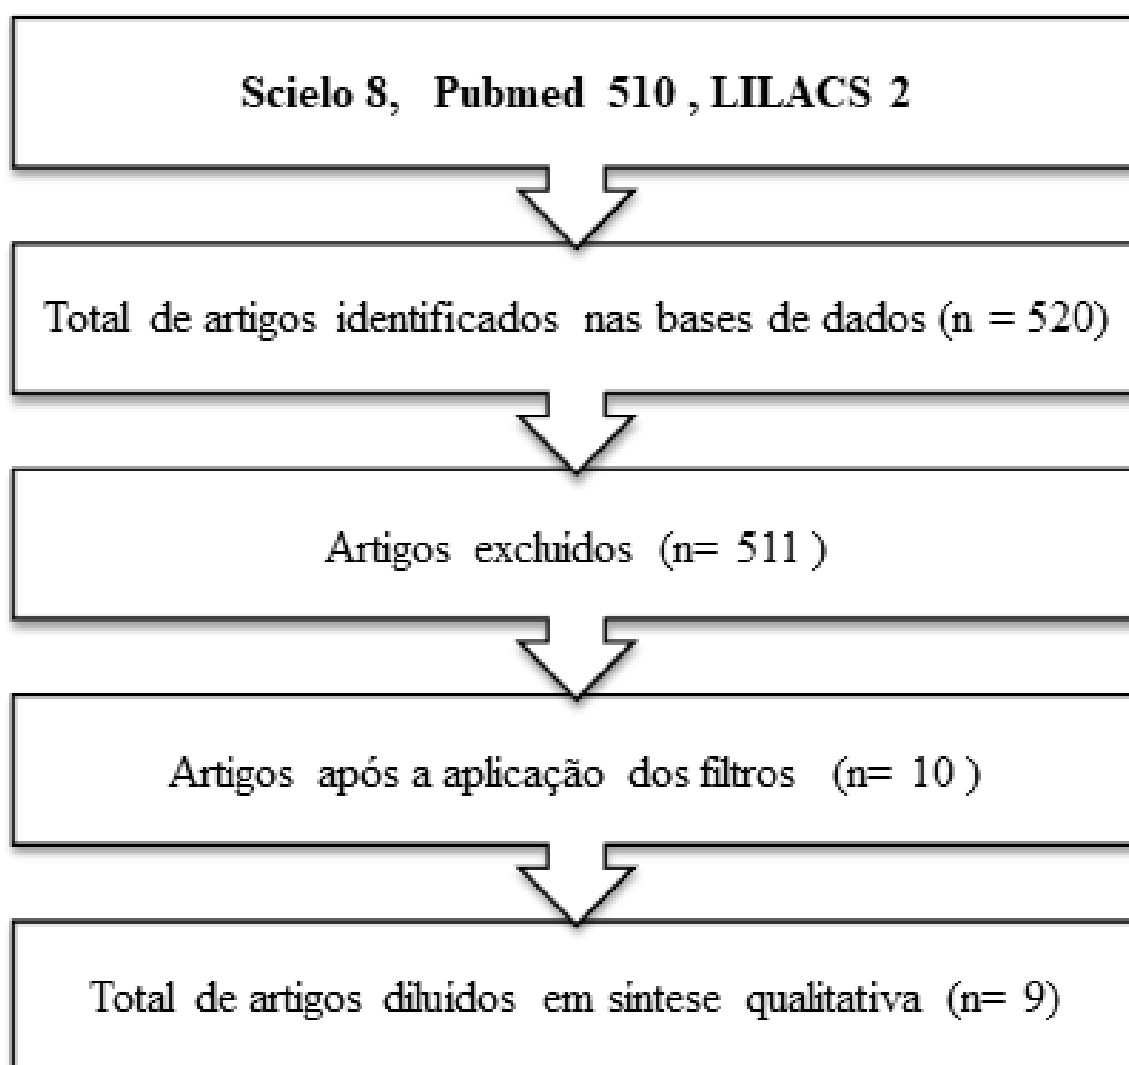 Scielo 8, Pubmed 510 , LILACS 2
Total de artigos identificados nas bases de dados (n = 520)
Artigos excluídos (n= 511 )
Artigos após a aplicação dos filtros (n= 10 )
Total de artigos diluídos em síntese qualitativa (n= 9)